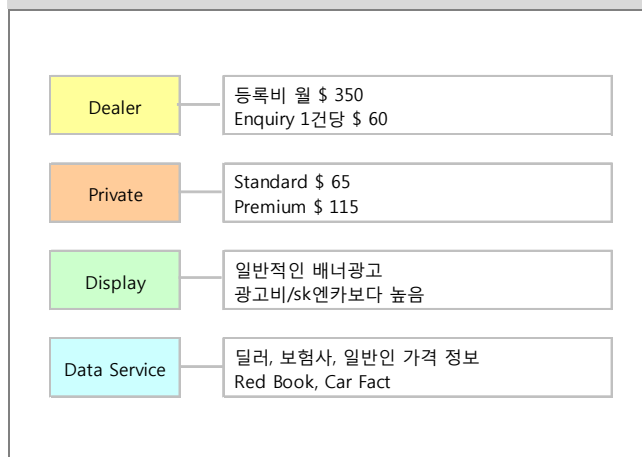 Dealer
등록비 월 $ 350
Enquiry 1건당 $ 60
Private
Standard $ 65
Premium $ 115
Display
일반적인 배너광고
광고비/sk엔카보다 높음
Data Service
딜러, 보험사, 일반인 가격 정보
Red Book, Car Fact